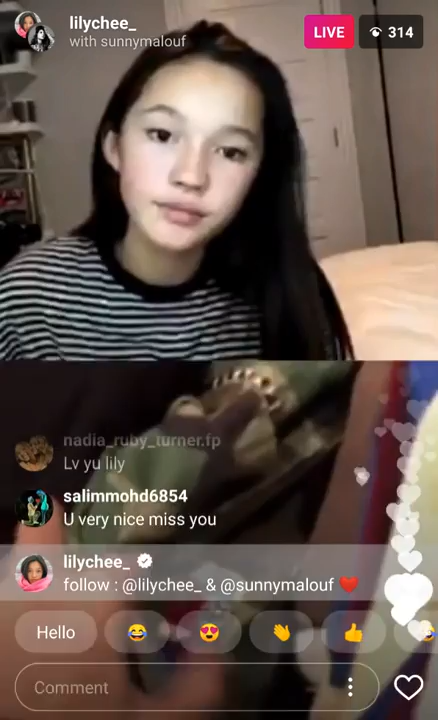 lilychee_
with sunnymalouf
LIVE
314
nadia_ruby_turner.fp
Lv yu lily
salimmohd6854
U very nice miss you
lilychee_
follow : @lilychee_ & @sunnymalouf ❤️
Hello 😂 😍 👏 👍 😂
Comment